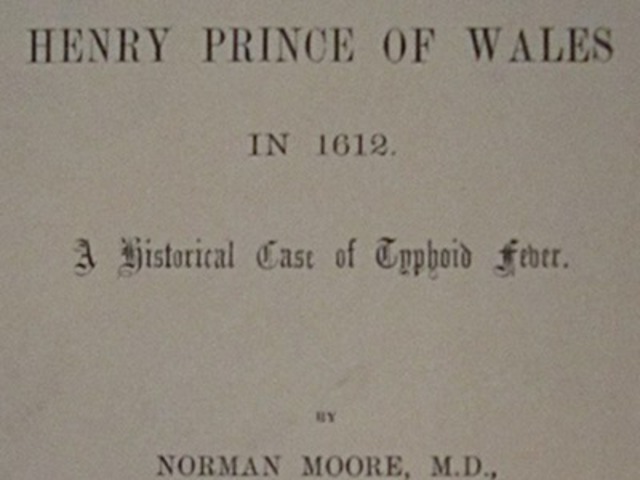 HENRY PRINCE OF WALES
IN 1612.
A Historical Case of Typhoid Fever.
BY
NORMAN MOORE, M.D.,